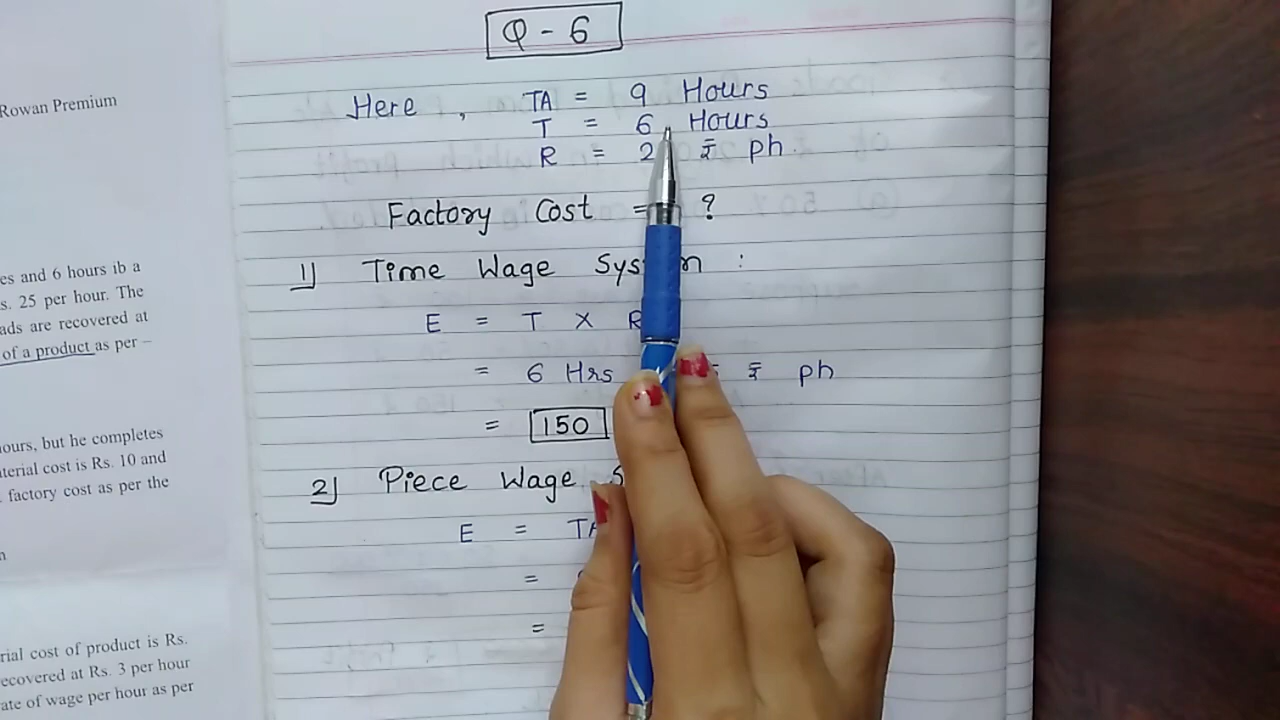 Rowan Premium
es and 6 hours ib a
s. 25 per hour. The
ads are recovered at
of a product as per –
ours, but he completes
terial cost is Rs. 10 and
factory cost as per the
n
rial cost of product is Rs.
ecovered at Rs. 3 per hour
ate of wage per hour as per
Q - 6
Here , TA = 9 Hours
T = 6 Hours
R = 2 ₹ ph.
Factory Cost = ?
1) Time Wage Sys m :
E = T X R
= 6 Hrs ₹ ph
= 150
2) Piece Wage S
E = TA
=
=